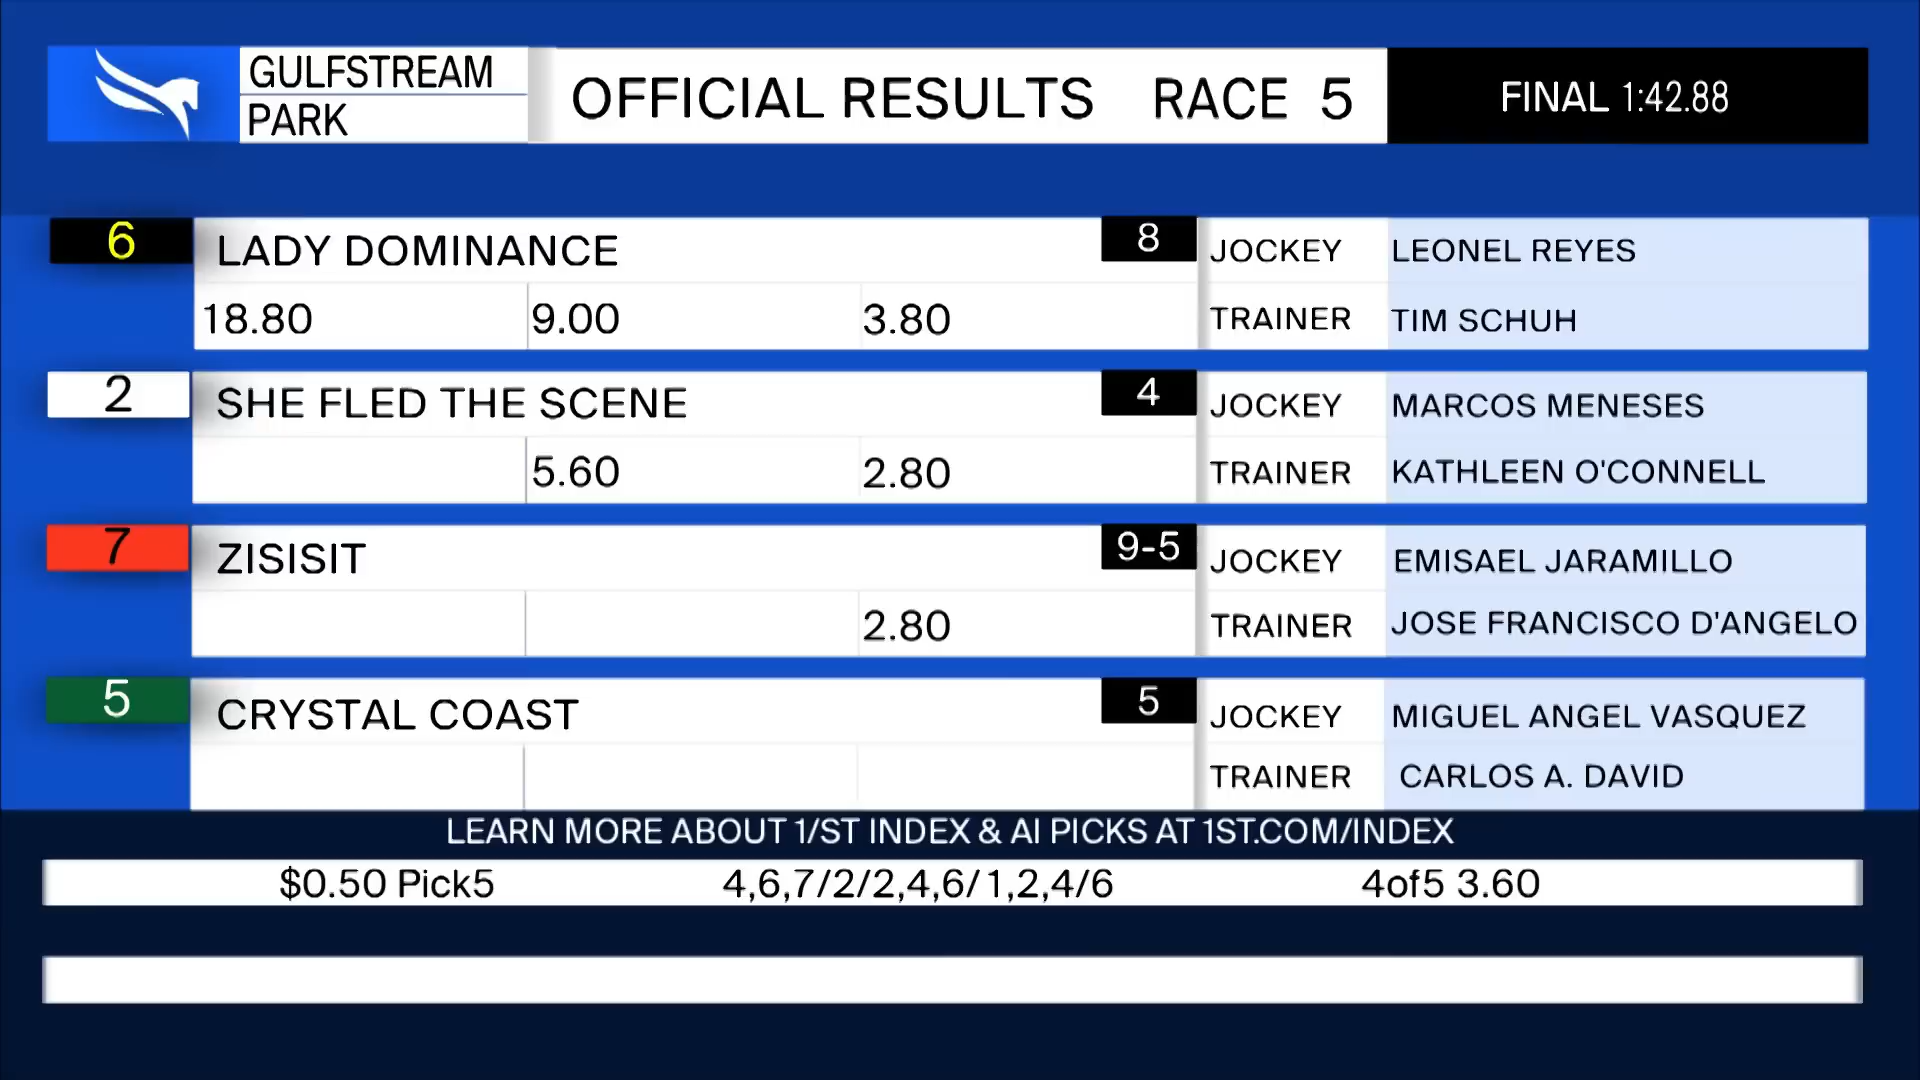 GULFSTREAM
PARK
OFFICIAL RESULTS RACE 5
FINAL 1:42.88
6 LADY DOMINANCE 8 JOCKEY LEONEL REYES
18.80 9.00 3.80 TRAINER TIM SCHUH
2 SHE FLED THE SCENE 4 JOCKEY MARCOS MENESES
5.60 2.80 TRAINER KATHLEEN O'CONNELL
7 ZISISIT 9-5 JOCKEY EMISAEL JARAMILLO
2.80 TRAINER JOSE FRANCISCO D'ANGELO
5 CRYSTAL COAST 5 JOCKEY MIGUEL ANGEL VASQUEZ
TRAINER CARLOS A. DAVID
LEARN MORE ABOUT 1/ST INDEX & AI PICKS AT 1ST.COM/INDEX
$0.50 Pick5 4,6,7/2/2,4,6/1,2,4/6 4of5 3.60